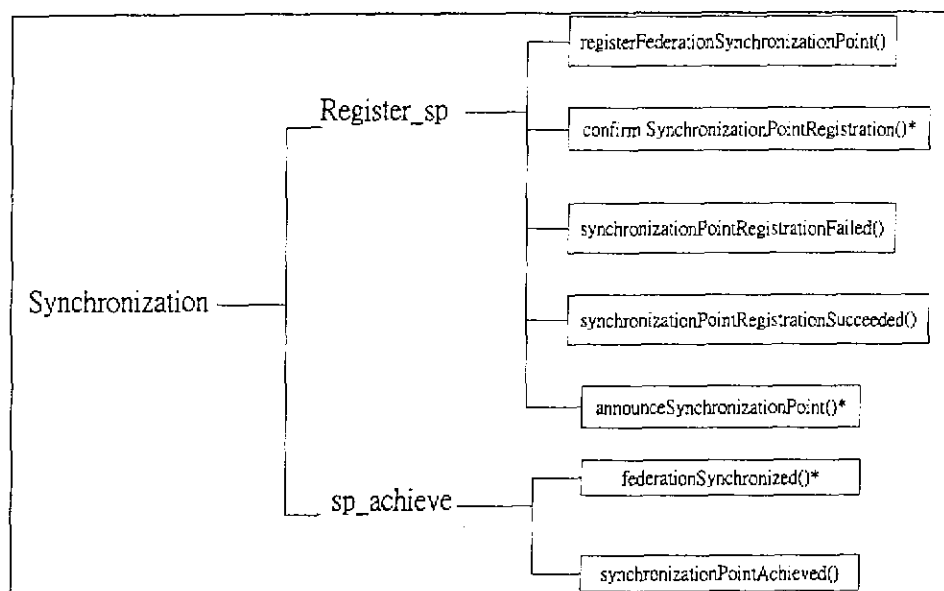 registerFederationSynchronizationPoint()
Register_sp
confirm SynchronizationPointRegistration()*
synchronizationPointRegistrationFailed()
Synchronization
synchronizationPointRegistrationSucceeded()
announceSynchronizationPoint()*
federationSynchronized()*
sp_achieve
synchronizationPointAchieved()